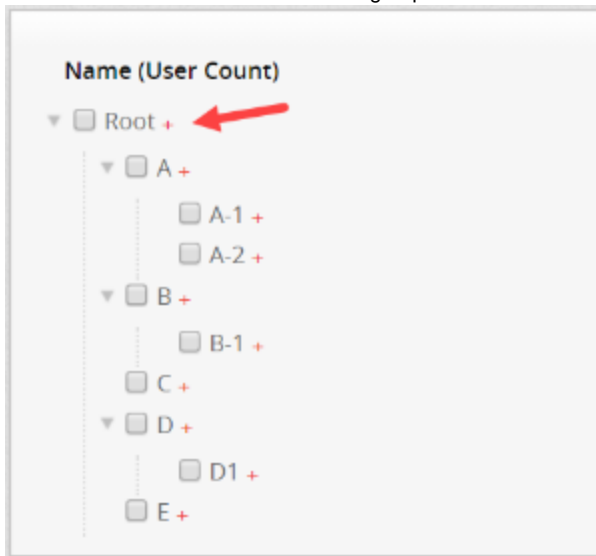 Name (User Count)
Root +
A +
A-1 +
A-2 +
B +
B-1 +
C +
D +
D1 +
E +